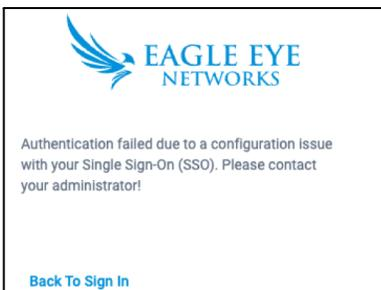 EAGLE EYE
NETWORKS
Authentication failed due to a configuration issue
with your Single Sign-On (SSO). Please contact
your administrator!
Back To Sign In